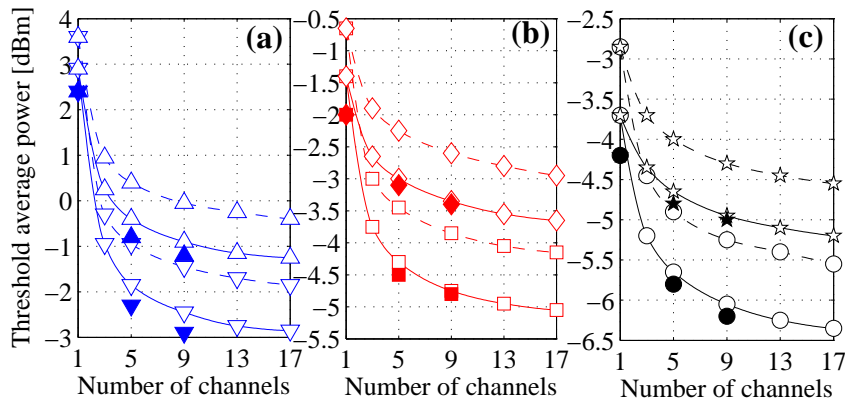 Threshold average power [dBm]
(a)
4
3
2
1
0
−1
−2
−3
1 5 9 13 17
Number of channels
(b)
−0.5
−1
−1.5
−2
−2.5
−3
−3.5
−4
−4.5
−5
−5.5
1 5 9 13 17
Number of channels
(c)
−2.5
−3
−3.5
−4
−4.5
−5
−5.5
−6
−6.5
1 5 9 13 17
Number of channels